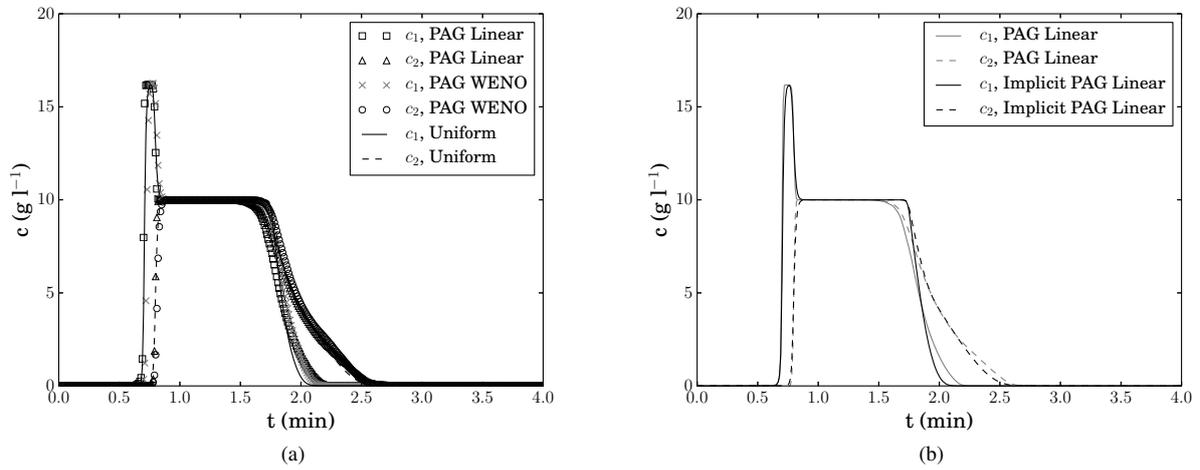 20
15
10
5
0
0.0 0.5 1.0 1.5 2.0 2.5 3.0 3.5 4.0
c (g l⁻¹)
t (min)
c₁, PAG Linear
c₂, PAG Linear
c₁, PAG WENO
c₂, PAG WENO
c₁, Uniform
c₂, Uniform
(a)
20
15
10
5
0
0.0 0.5 1.0 1.5 2.0 2.5 3.0 3.5 4.0
c (g l⁻¹)
t (min)
c₁, PAG Linear
c₂, PAG Linear
c₁, Implicit PAG Linear
c₂, Implicit PAG Linear
(b)